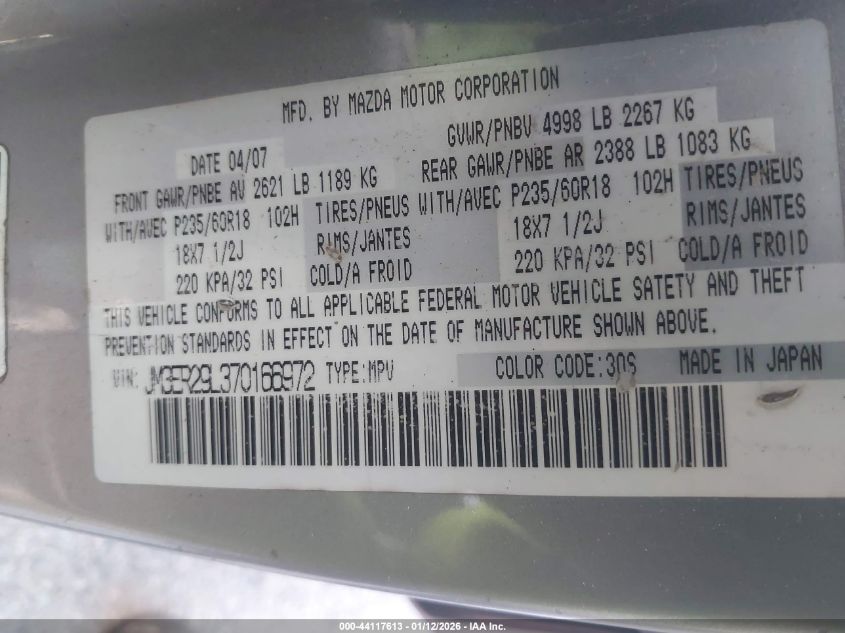 MFD. BY MAZDA MOTOR CORPORATION
DATE 04/07 GVWR/PNBV 4998 LB 2267 KG
FRONT GAWR/PNBE AV 2621 LB 1189 KG REAR GAWR/PNBE AR 2388 LB 1083 KG
WITH/AVEC P235/60R18 102H TIRES/PNEUS WITH/AVEC P235/60R18 102H TIRES/PNEUS
18X7 1/2J RIMS/JANTES 18X7 1/2J RIMS/JANTES
220 KPA/32 PSI COLD/A FROID 220 KPA/32 PSI COLD/A FROID
THIS VEHICLE CONFORMS TO ALL APPLICABLE FEDERAL MOTOR VEHICLE SAFETY AND THEFT
PREVENTION STANDARDS IN EFFECT ON THE DATE OF MANUFACTURE SHOWN ABOVE.
VIN: JM3ER29L370166972 TYPE:MPV COLOR CODE:30S MADE IN JAPAN
000-44117613 - 01/12/2026 - IAA Inc.